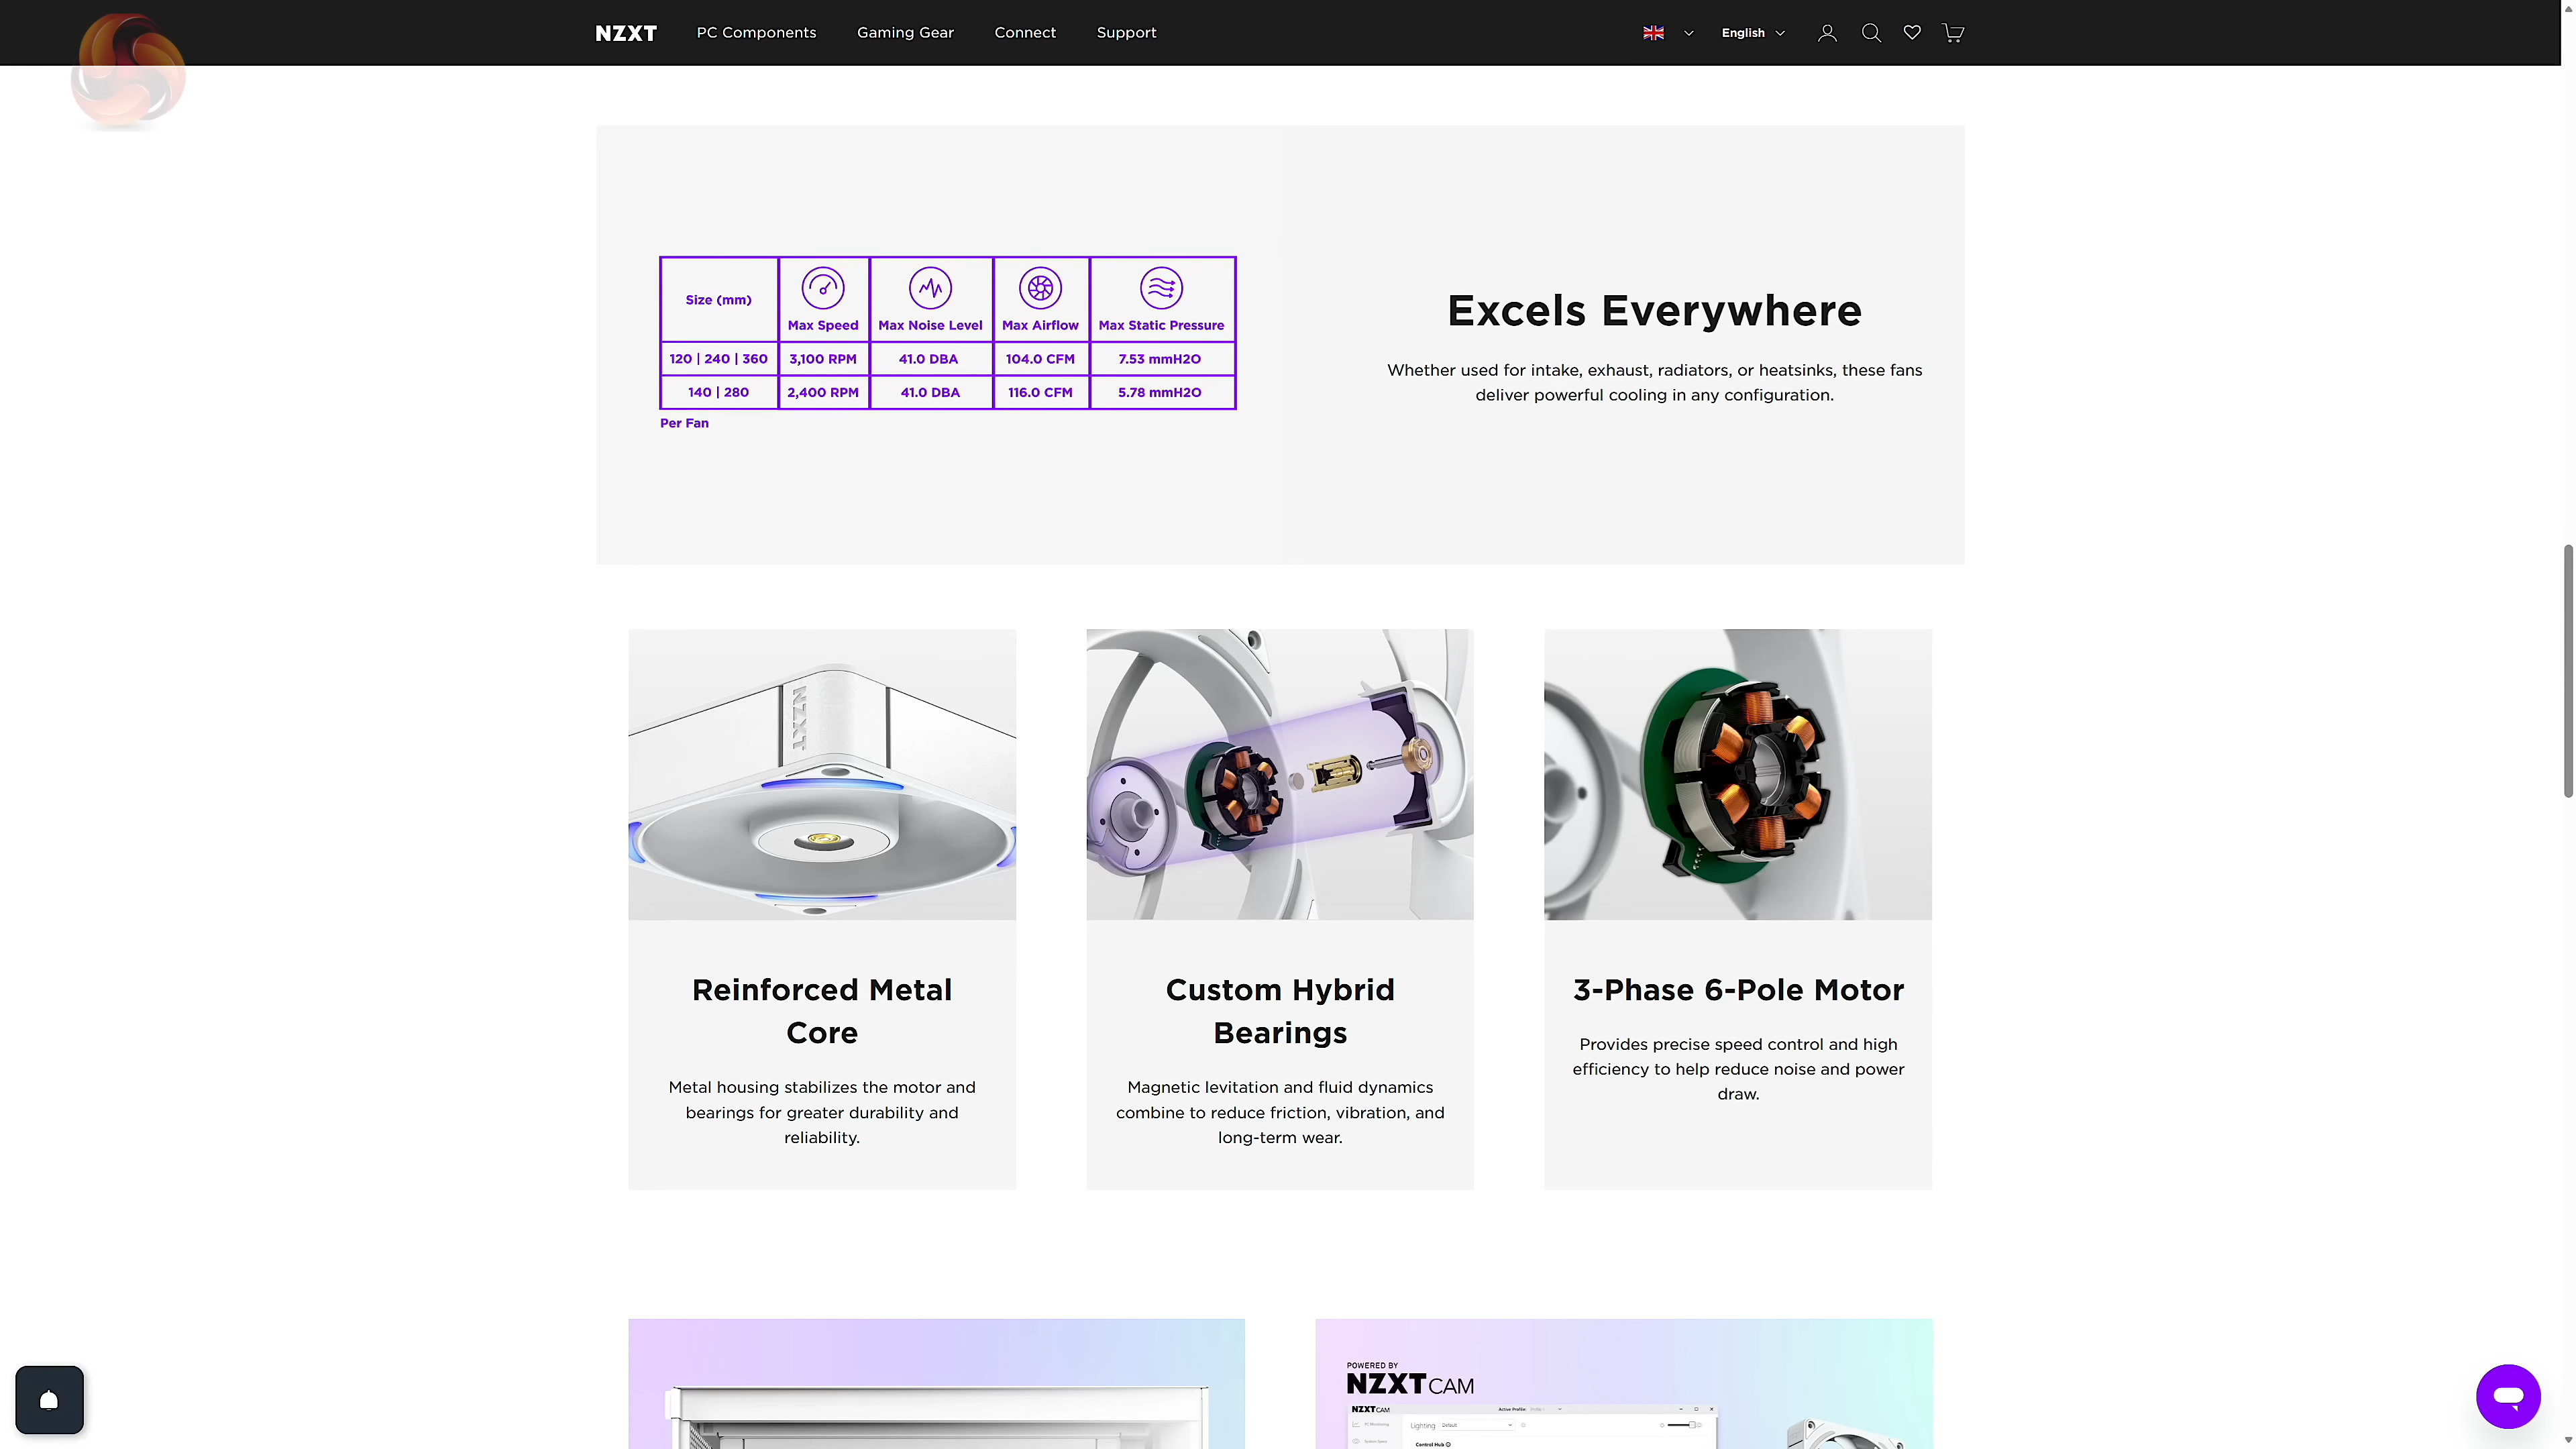 NZXT PC Components Gaming Gear Connect Support English
Size (mm) Max Speed Max Noise Level Max Airflow Max Static Pressure
120 | 240 | 360 3,100 RPM 41.0 DBA 104.0 CFM 7.53 mmH2O
140 | 280 2,400 RPM 41.0 DBA 116.0 CFM 5.78 mmH2O
Per Fan
Excels Everywhere
Whether used for intake, exhaust, radiators, or heatsinks, these fans
deliver powerful cooling in any configuration.
NZXT
Reinforced Metal
Core
Metal housing stabilizes the motor and
bearings for greater durability and
reliability.
Custom Hybrid
Bearings
Magnetic levitation and fluid dynamics
combine to reduce friction, vibration, and
long-term wear.
3-Phase 6-Pole Motor
Provides precise speed control and high
efficiency to help reduce noise and power
draw.
POWERED BY
NZXT CAM
NZXT CAM Active Profile:
PC Monitoring Lighting Default
Control Hub